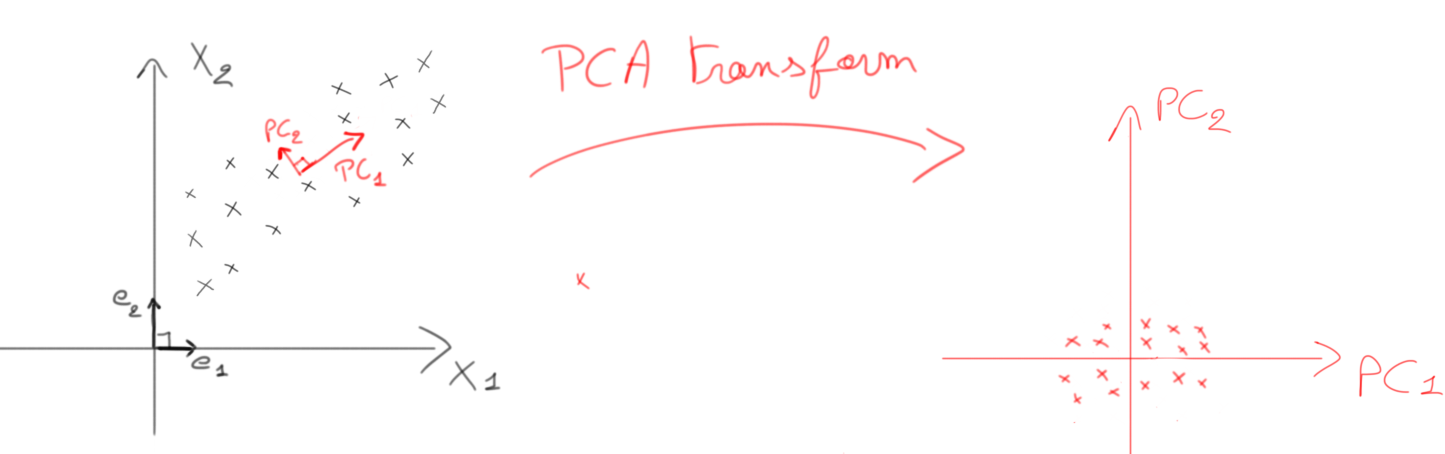 X2
PCA transform
PC2
PC2
PC1
e2
e1
X1
PC1